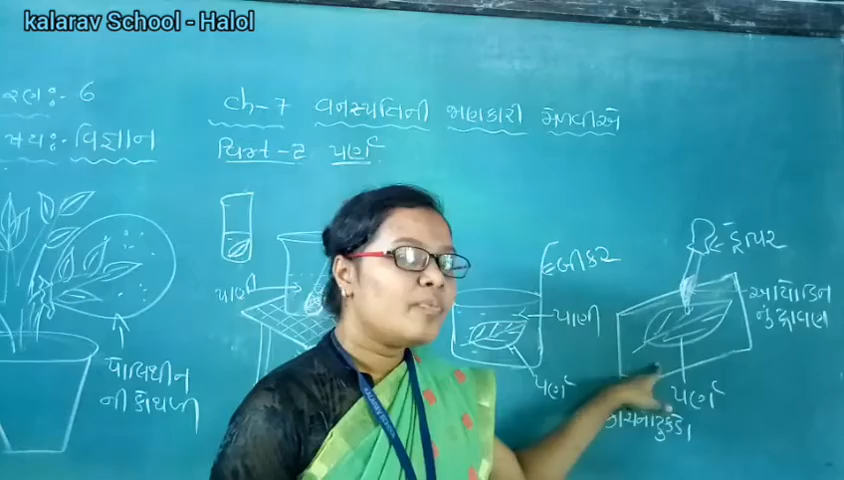 kalarav School - Halol
ધોરણ :- 6
વિષય :- વિજ્ઞાન
ch-7 વનસ્પતિની જાણકારી મેળવીએ
પર્ણ
પાણી
પોલિથીન
ની કોથળી
બીકર
પાણી
પર્ણ
ડ્રોપર
આયોડિન
નું દ્રાવણ
પર્ણ
કાચના ટુકડો